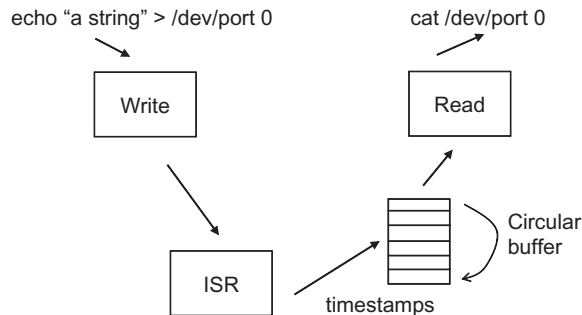 echo “a string” > /dev/port 0
cat /dev/port 0
Write
Read
Circular
buffer
ISR
timestamps